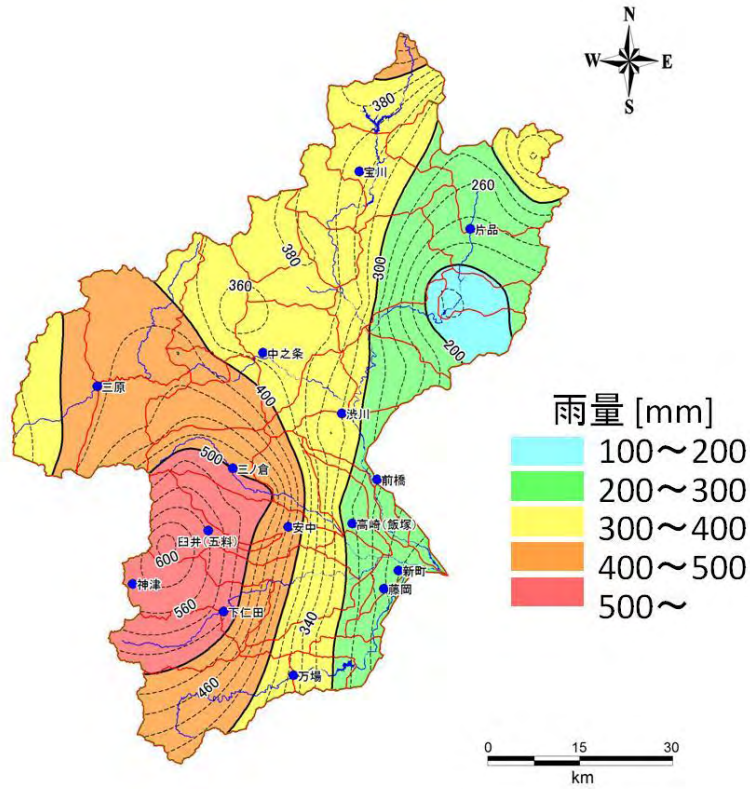 N
W E
S
380
宝川
260
片品
300
380
360
200
中之条
三原
400
渋川
雨量 [mm]
100～200
200～300
300～400
400～500
500～
500
三ノ倉
前橋
高崎(飯塚)
安中
臼井(五料)
600
神津
新町
藤岡
560
下仁田
340
万場
460
0 15 30
km